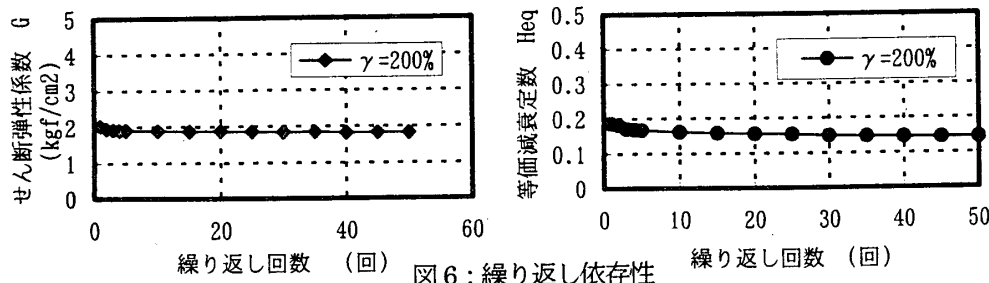 せん断弾性係数 G
(kgf/cm2)
5
4
3
2
1
0
γ=200%
0 20 40 60
繰り返し回数 (回)
等価減衰定数 Heq
0.5
0.4
0.3
0.2
0.1
0
γ=200%
0 10 20 30 40 50
繰り返し回数 (回)
図6:繰り返し依存性